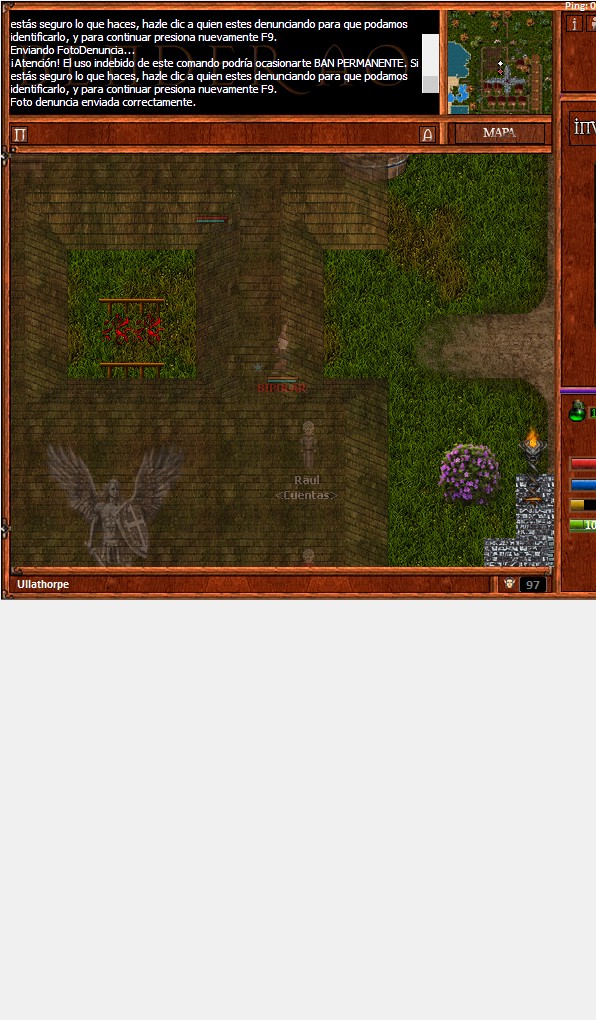 Ping: 0
estás seguro lo que haces, hazle clic a quien estes denunciando para que podamos
identificarlo, y para continuar presiona nuevamente F9.
Enviando FotoDenuncia...
¡Atención! El uso indebido de este comando podría ocasionarte BAN PERMANENTE. Si
estás seguro lo que haces, hazle clic a quien estes denunciando para que podamos
identificarlo, y para continuar presiona nuevamente F9.
Foto denuncia enviada correctamente.
MAPA
Raul
<Cuentas>
10
Ullathorpe
97